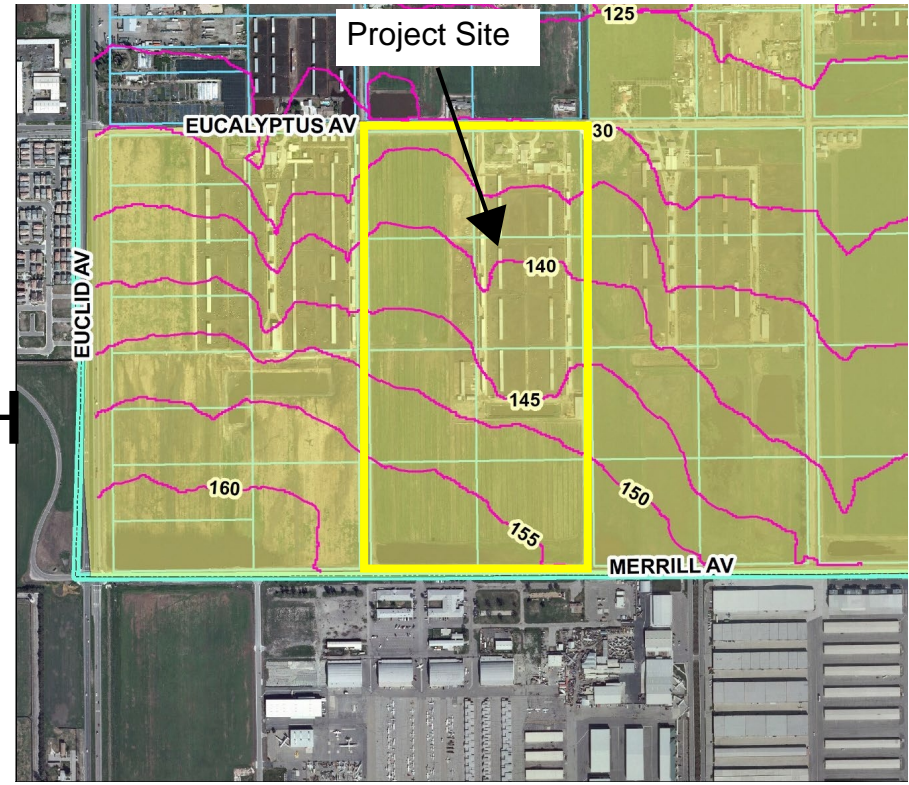 125
Project Site
EUCALYPTUS AV
30
EUCLID AV
140
145
160
150
155
MERRILL AV